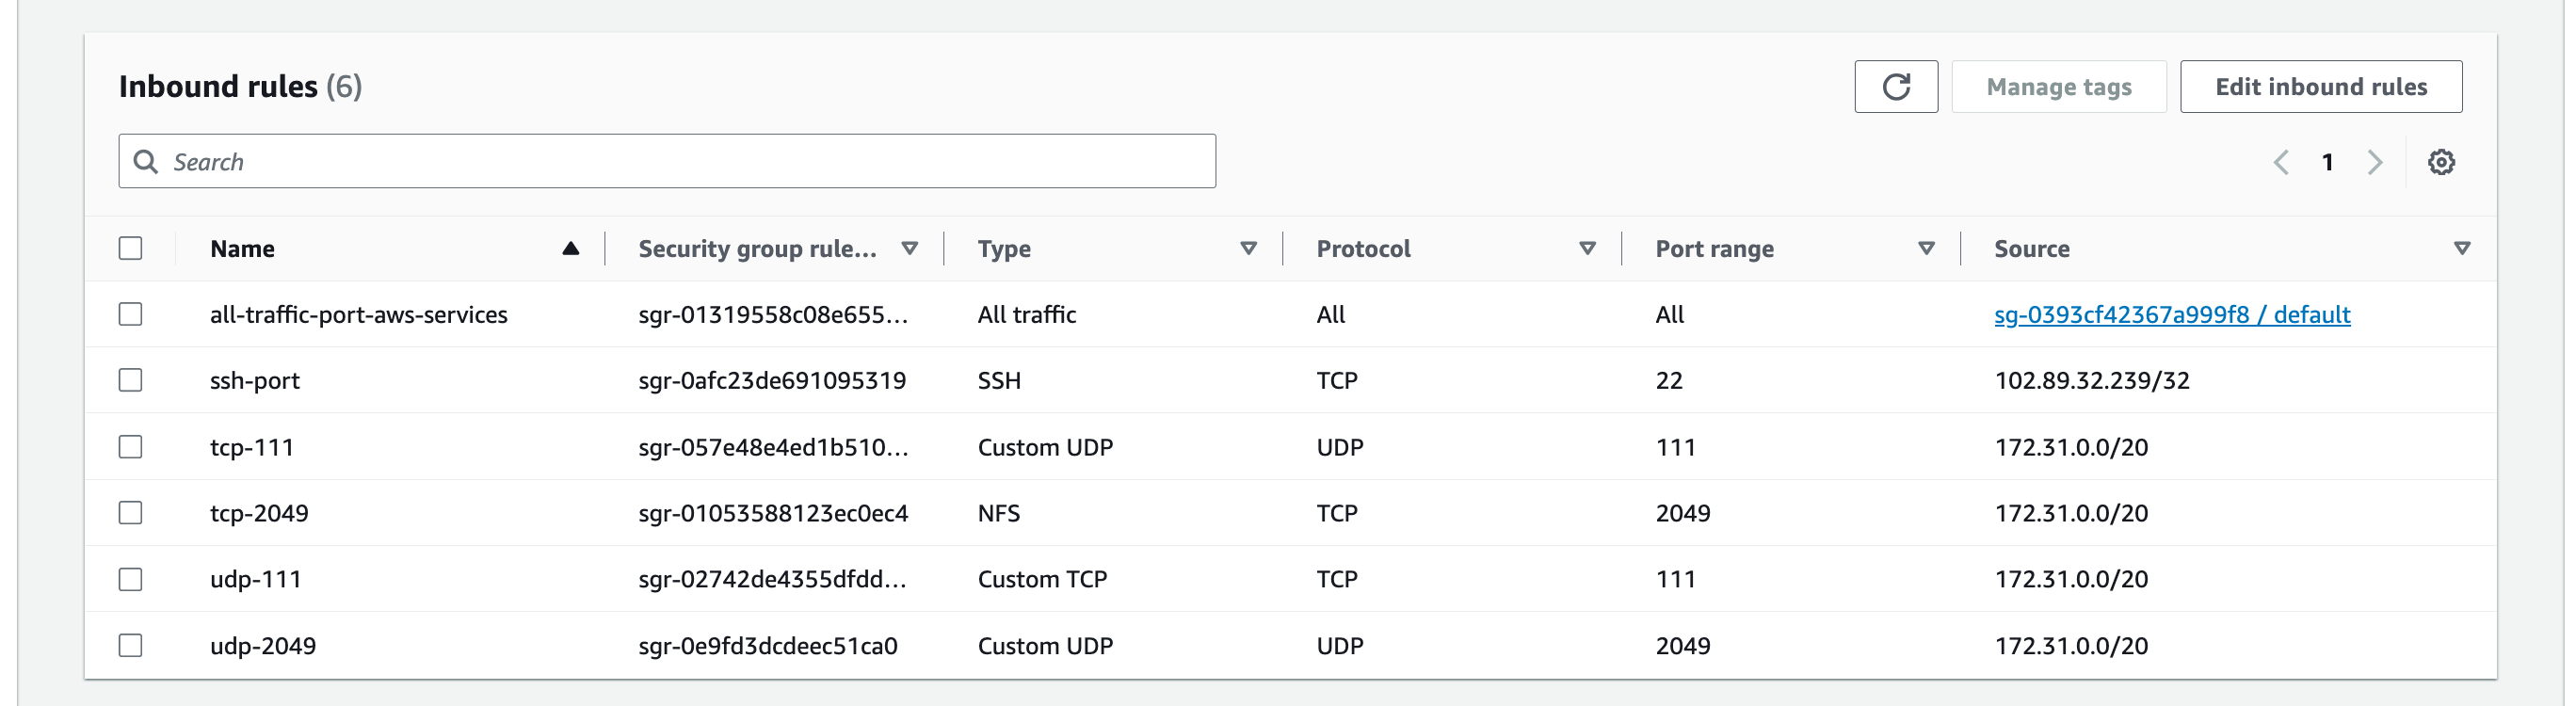 Inbound rules (6)
Manage tags
Edit inbound rules
Search
1
Name Security group rule... Type Protocol Port range Source
all-traffic-port-aws-services sgr-01319558c08e655... All traffic All All sg-0393cf42367a999f8 / default
ssh-port sgr-0afc23de691095319 SSH TCP 22 102.89.32.239/32
tcp-111 sgr-057e48e4ed1b510... Custom UDP UDP 111 172.31.0.0/20
tcp-2049 sgr-01053588123ec0ec4 NFS TCP 2049 172.31.0.0/20
udp-111 sgr-02742de4355dfdd... Custom TCP TCP 111 172.31.0.0/20
udp-2049 sgr-0e9fd3dcdeec51ca0 Custom UDP UDP 2049 172.31.0.0/20